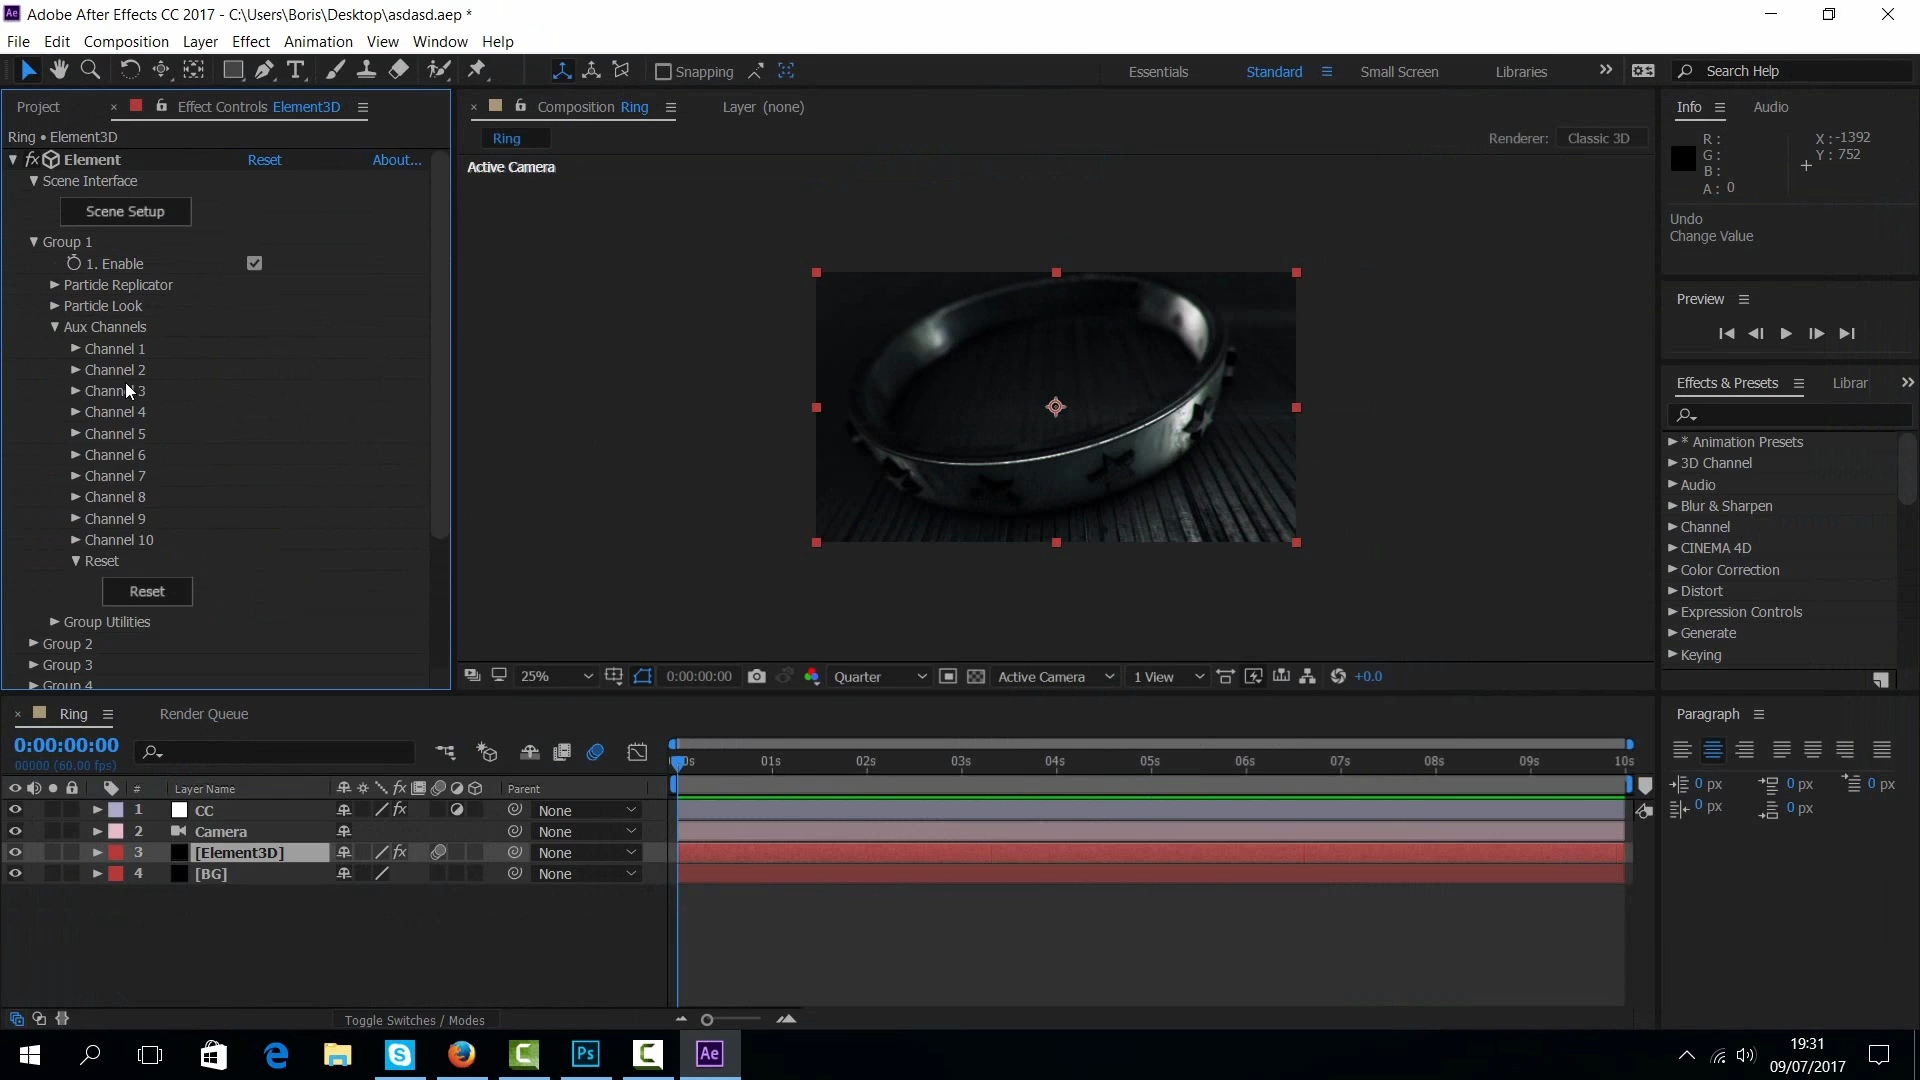 Ae Adobe After Effects CC 2017 - C:\Users\Boris\Desktop\asdasd.aep *
File Edit Composition Layer Effect Animation View Window Help
Snapping Essentials Standard Small Screen Libraries Search Help
Project Effect Controls Element3D
Composition Ring Layer (none)
Info Audio
Ring • Element3D
Ring
Renderer: Classic 3D
R :
G :
B :
A : 0
X : -1392
Y : 752
fx Element Reset About...
Active Camera
Scene Interface
Scene Setup
Undo
Change Value
Group 1
1. Enable
Particle Replicator
Particle Look
Aux Channels
Channel 1
Channel 2
Channel 3
Channel 4
Channel 5
Channel 6
Channel 7
Channel 8
Channel 9
Channel 10
Reset
Reset
Group Utilities
Group 2
Group 3
Group 4
Preview
Effects & Presets Librar
* Animation Presets
3D Channel
Audio
Blur & Sharpen
Channel
CINEMA 4D
Color Correction
Distort
Expression Controls
Generate
Keying
25% 0:00:00:00 Quarter Active Camera 1 View +0.0
Ring Render Queue
Paragraph
0:00:00:00
00000 (60.00 fps)
01s 02s 03s 04s 05s 06s 07s 08s 09s 10s
# Layer Name fx Parent
1 CC fx None
2 Camera None
3 [Element3D] fx None
4 [BG] None
0 px 0 px 0 px
0 px 0 px
Toggle Switches / Modes
Ps Ae
19:31
09/07/2017